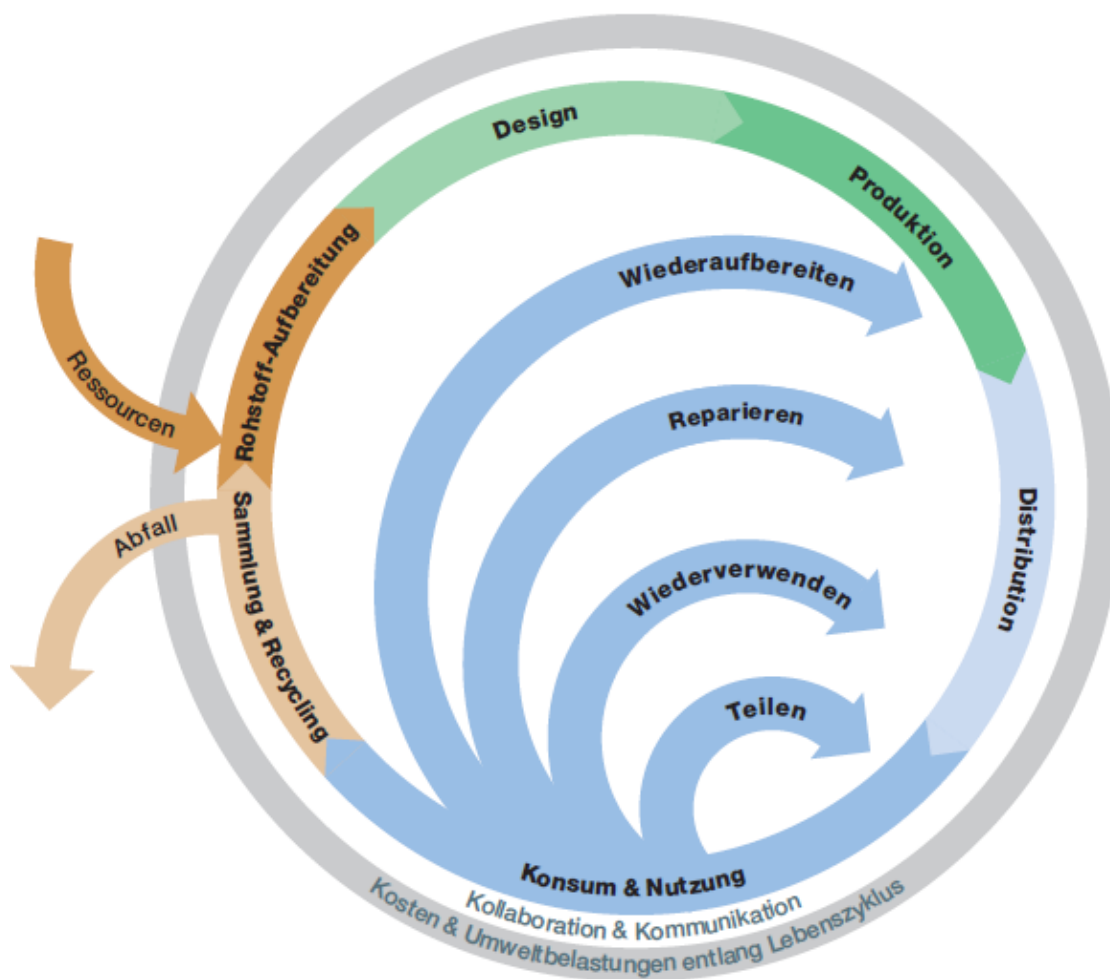 Design
Produktion
Wiederaufbereiten
Rohstoff-Aufbereitung
Ressourcen
Reparieren
Distribution
Sammlung & Recycling
Abfall
Wiederverwenden
Teilen
Konsum & Nutzung
Kollaboration & Kommunikation
Kosten & Umweltbelastungen entlang Lebenszyklus